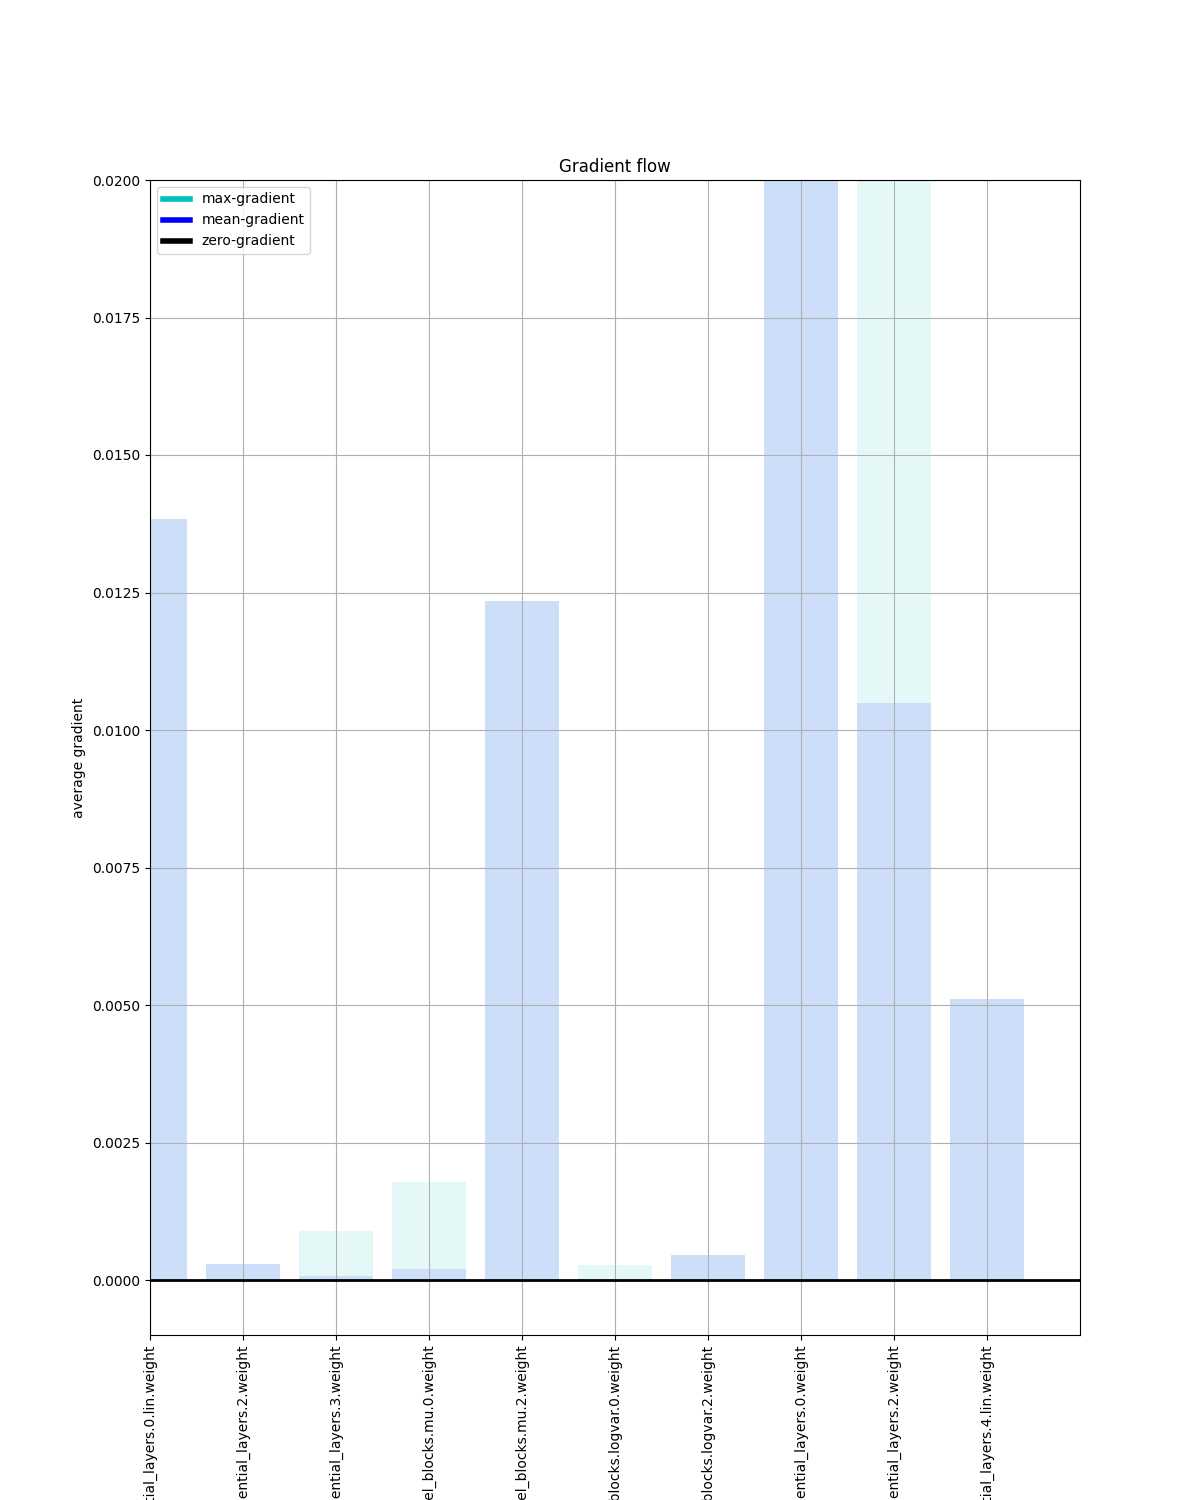 Gradient flow
max-gradient
mean-gradient
zero-gradient
0.0200
0.0175
0.0150
0.0125
0.0100
0.0075
0.0050
0.0025
0.0000
average gradient
tial_layers.0.lin.weight
ential_layers.2.weight
ential_layers.3.weight
el_blocks.mu.0.weight
el_blocks.mu.2.weight
blocks.logvar.0.weight
blocks.logvar.2.weight
ential_layers.0.weight
ential_layers.2.weight
tial_layers.4.lin.weight